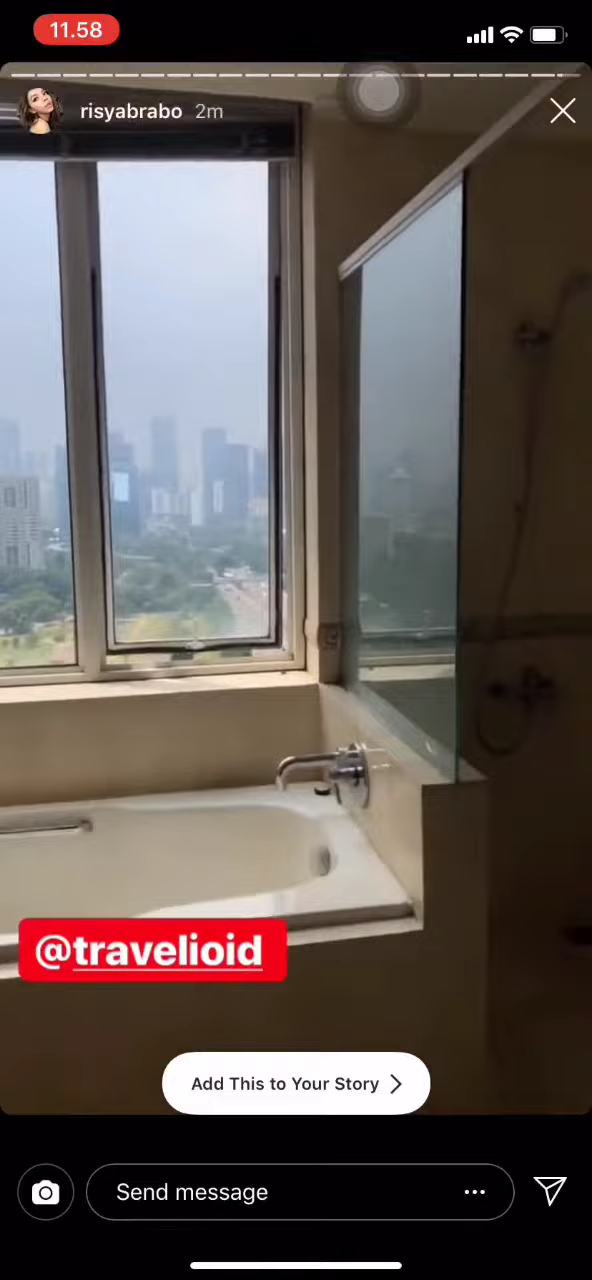 11.58
risyabrabo 2m
@travelioid
Add This to Your Story
Send message